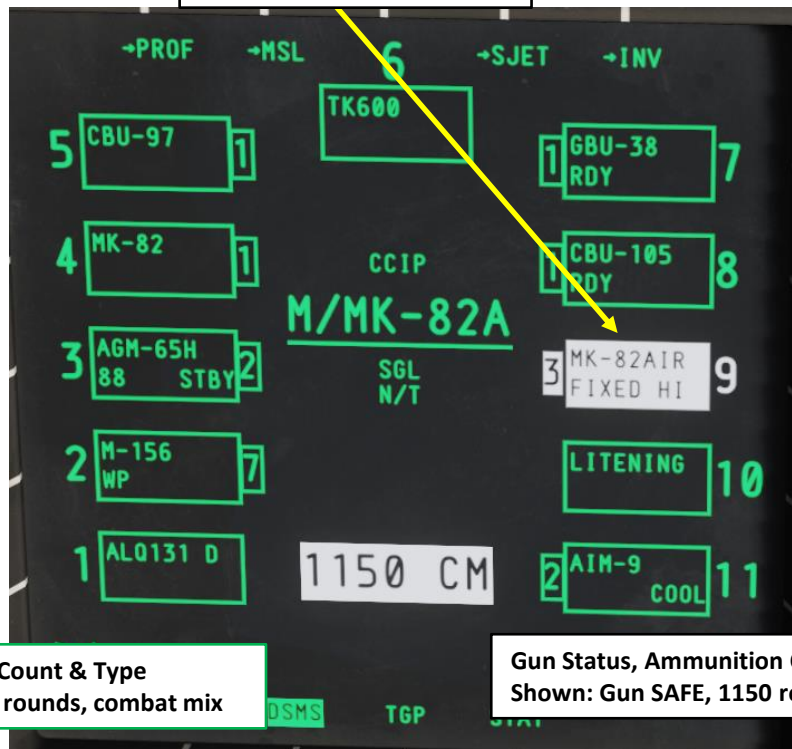 →PROF →MSL 6 →SJET →INV
TK600
5 CBU-97 1
1 GBU-38 7
RDY
4 MK-82 1
CCIP
1 CBU-105 8
RDY
M/MK-82A
3 AGM-65H 2
88 STBY
SGL
N/T
3 MK-82AIR 9
FIXED HI
2 M-156 7
WP
LITENING 10
1 ALQ131 D
1150 CM
2 AIM-9 11
COOL
Count & Type
rounds, combat mix
Gun Status, Ammunition
Shown: Gun SAFE, 1150
DSMS TGP STAT